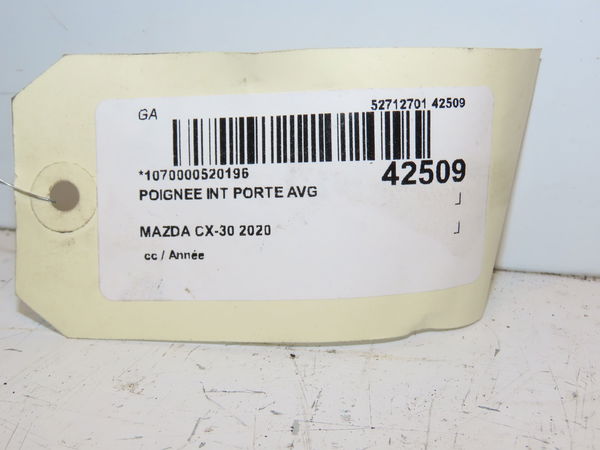 GA
52712701 42509
*1070000520196
42509
POIGNEE INT PORTE AVG
MAZDA CX-30 2020
cc / Année